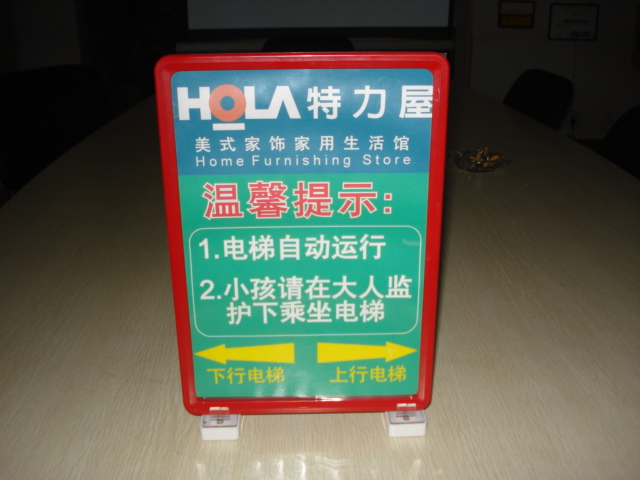 HOLA 特力屋
美式家饰家用生活馆
Home Furnishing Store
温馨提示:
1.电梯自动运行
2.小孩请在大人监
护下乘坐电梯
下行电梯 上行电梯